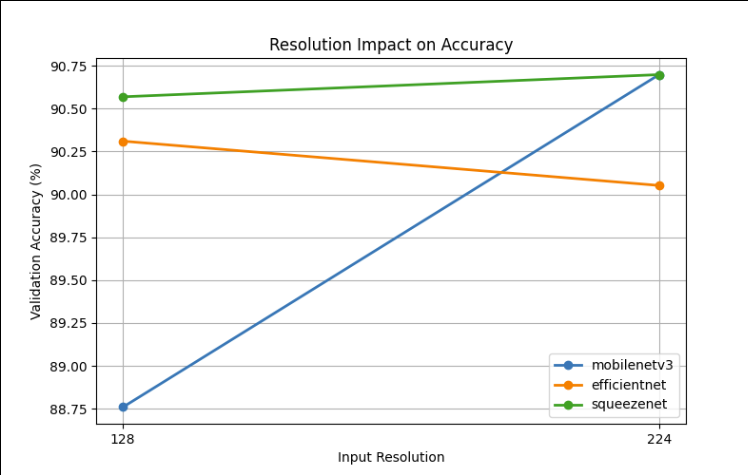 Resolution Impact on Accuracy
Validation Accuracy (%)
90.75
90.50
90.25
90.00
89.75
89.50
89.25
89.00
88.75
128
224
Input Resolution
mobilenetv3
efficientnet
squeezenet